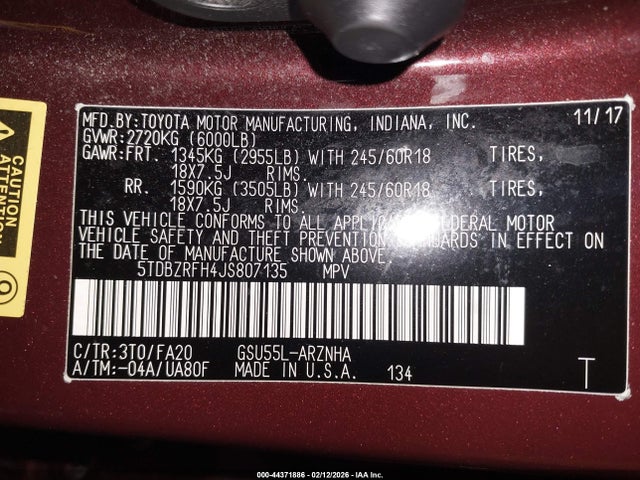 MFD.BY:TOYOTA MOTOR MANUFACTURING, INDIANA, INC. 11/17
GVWR:2720KG (6000LB)
GAWR:FRT. 1345KG (2955LB) WITH 245/60R18 TIRES,
18X7.5J RIMS.
RR. 1590KG (3505LB) WITH 245/60R18 TIRES,
18X7.5J RIMS.
THIS VEHICLE CONFORMS TO ALL APPLICABLE FEDERAL MOTOR
VEHICLE SAFETY AND THEFT PREVENTION STANDARDS IN EFFECT ON
THE DATE OF MANUFACTURE SHOWN ABOVE.
5TDBZRFH4JS807135 MPV
C/TR:3T0/FA20 GSU55L-ARZNHA
A/TM:-04A/UA80F MADE IN U.S.A. 134 T
CAUTION
ATTENTION
000-44371886 - 02/12/2026 - IAA Inc.